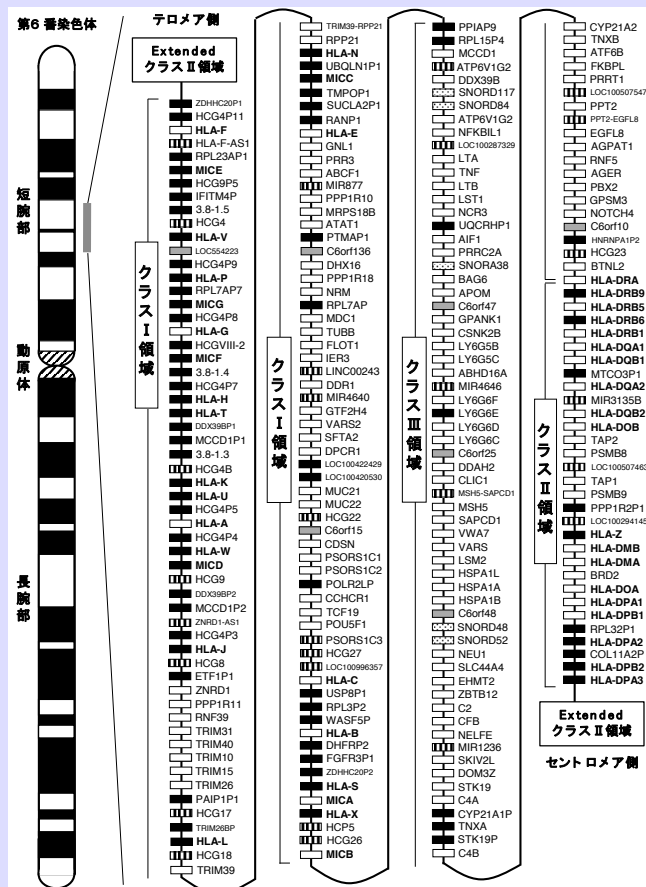 第6番染色体
短腕部
動原体
長腕部
テロメア側
Extended
クラスⅡ領域
クラスⅠ領域
ZDHHC20P1
HCG4P11
HLA-F
HLA-F-AS1
RPL23AP1
MICE
HCG9P5
IFITM4P
3.8-1.5
HCG4
HLA-V
LOC554223
HCG4P9
HLA-P
RPL7AP7
MICG
HCG4P8
HLA-G
HCGVIII-2
MICF
3.8-1.4
HCG4P7
HLA-H
HLA-T
DDX39BP1
MCCD1P1
3.8-1.3
HCG4B
HLA-K
HLA-U
HCG4P5
HLA-A
HCG4P4
HLA-W
MICD
HCG9
DDX39BP2
MCCD1P2
ZNRD1-AS1
HCG4P3
HLA-J
HCG8
ETF1P1
ZNRD1
PPP1R11
RNF39
TRIM31
TRIM40
TRIM10
TRIM15
TRIM26
PAIP1P1
HCG17
TRIM26BP
HLA-L
HCG18
TRIM39
クラスⅠ領域
TRIM39-RPP21
RPP21
HLA-N
UBQLN1P1
MICC
TMPOP1
SUCLA2P1
RANP1
HLA-E
GNL1
PRR3
ABCF1
MIR877
PPP1R10
MRPS18B
ATAT1
PTMAP1
C6orf136
DHX16
PPP1R18
NRM
RPL7AP
MDC1
TUBB
FLOT1
IER3
LINC00243
DDR1
MIR4640
GTF2H4
VARS2
SFTA2
DPCR1
LOC100422429
LOC100420530
MUC21
MUC22
HCG22
C6orf15
CDSN
PSORS1C1
PSORS1C2
POLR2LP
CCHCR1
TCF19
POU5F1
PSORS1C3
HCG27
LOC100996357
HLA-C
USP8P1
RPL3P2
WASF5P
HLA-B
DHFRP2
FGFR3P1
ZDHHC20P2
HLA-S
MICA
HLA-X
HCP5
HCG26
MICB
クラスⅢ領域
PPIAP9
RPL15P4
MCCD1
ATP6V1G2
DDX39B
SNORD117
SNORD84
ATP6V1G2
NFKBIL1
LOC100287329
LTA
TNF
LTB
LST1
NCR3
UQCRHP1
AIF1
PRRC2A
SNORA38
BAG6
APOM
C6orf47
GPANK1
CSNK2B
LY6G5B
LY6G5C
ABHD16A
MIR4646
LY6G6F
LY6G6E
LY6G6D
LY6G6C
C6orf25
DDAH2
CLIC1
MSH5-SAPCD1
MSH5
SAPCD1
VWA7
VARS
LSM2
HSPA1L
HSPA1A
HSPA1B
C6orf48
SNORD48
SNORD52
NEU1
SLC44A4
EHMT2
ZBTB12
C2
CFB
NELFE
MIR1236
SKIV2L
DOM3Z
STK19
C4A
CYP21A1P
TNXA
STK19P
C4B
CYP21A2
TNXB
ATF6B
FKBPL
PRRT1
LOC100507547
PPT2
PPT2-EGFL8
EGFL8
AGPAT1
RNF5
AGER
PBX2
GPSM3
NOTCH4
C6orf10
HNRNPA1P2
HCG23
BTNL2
HLA-DRA
クラスⅡ領域
HLA-DRB9
HLA-DRB5
HLA-DRB6
HLA-DRB1
HLA-DQA1
HLA-DQB1
MTCO3P1
HLA-DQA2
MIR3135B
HLA-DQB2
HLA-DOB
TAP2
PSMB8
LOC100507463
TAP1
PSMB9
PPP1R2P1
LOC100294145
HLA-Z
HLA-DMB
HLA-DMA
BRD2
HLA-DOA
HLA-DPA1
HLA-DPB1
RPL32P1
HLA-DPA2
COL11A2P
HLA-DPB2
HLA-DPA3
Extended
クラスⅡ領域
セントロメア側